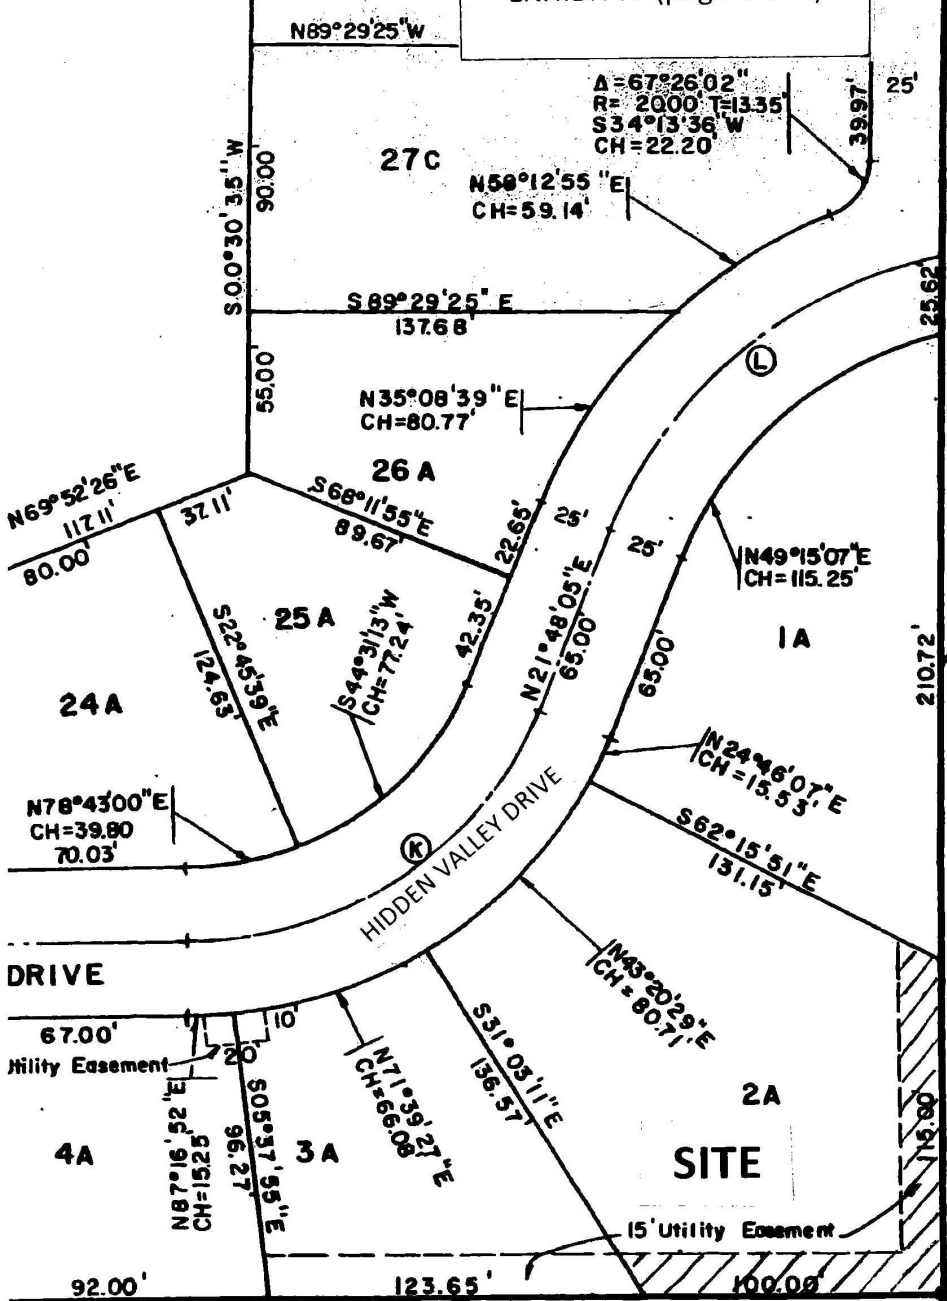 N89°29'25"W
25'
Δ=67°26'02"
R= 20.00' T=13.35'
S34°13'36"W
CH=22.20'
39.97'
27C
N58°12'55"E
CH=59.14'
S.0.0°30'35"W
90.00
S89°29'25"E
137.68'
25.62'
L
55.00'
N35°08'39"E
CH=80.77'
26A
N69°52'26"E
117.11'
37.11'
80.00'
S68°11'55"E
89.67'
22.65'
25'
25'
N49°15'07"E
CH=115.25'
25A
S22°45'39"E
124.63'
S44°31'13"W
CH=77.24'
42.35'
N21°48'05"E
65.00'
65.00'
1A
210.72'
24A
N24°46'07"E
CH=15.53'
N78°43'00"E
CH=39.80
70.03'
K
HIDDEN VALLEY DRIVE
S62°15'51"E
131.15'
DRIVE
N43°20'29"E
CH=80.71'
67.00'
10'
20'
Utility Easement
N71°39'27"E
CH=66.08'
S31°03'11"E
136.57'
2A
115.00'
N87°16'52"E
CH=15.25'
S05°37'55"E
96.27'
4A
3A
SITE
15' Utility Easement
92.00'
123.65'
100.00'